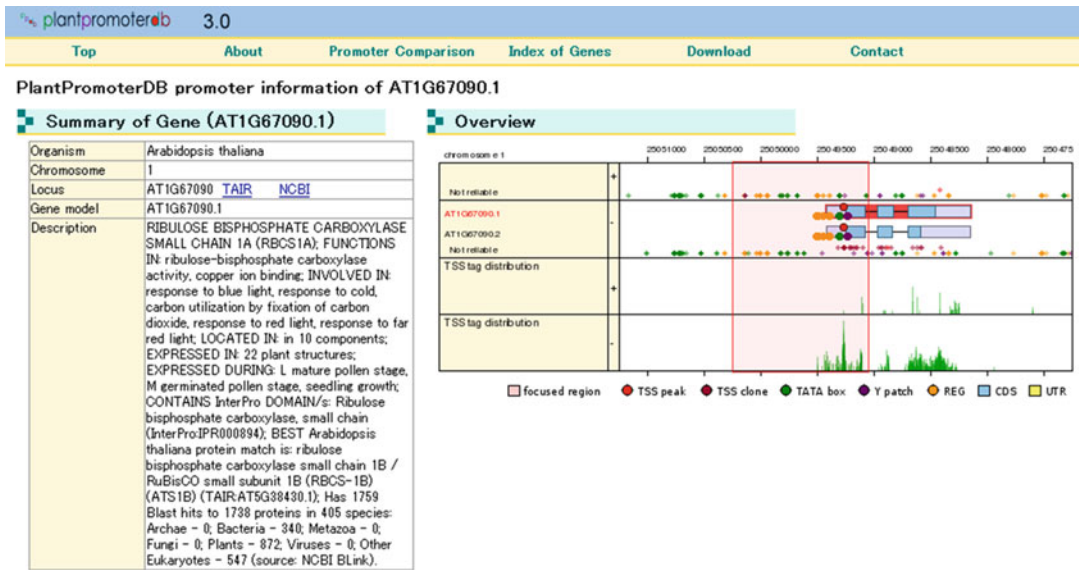 plantpromoterdb 3.0
Top About Promoter Comparison Index of Genes Download Contact
PlantPromoterDB promoter information of AT1G67090.1
Summary of Gene (AT1G67090.1)
Organism Arabidopsis thaliana
Chromosome 1
Locus AT1G67090 TAIR NCBI
Gene model AT1G67090.1
Description RIBULOSE BISPHOSPHATE CARBOXYLASE
SMALL CHAIN 1A (RBCS1A); FUNCTIONS
IN: ribulose-bisphosphate carboxylase
activity, copper ion binding; INVOLVED IN:
response to blue light, response to cold,
carbon utilization by fixation of carbon
dioxide, response to red light, response to far
red light; LOCATED IN: in 10 components;
EXPRESSED IN: 22 plant structures;
EXPRESSED DURING: L mature pollen stage,
M germinated pollen stage, seedling growth;
CONTAINS InterPro DOMAIN/s: Ribulose
bisphosphate carboxylase, small chain
(InterPro:IPR000894); BEST Arabidopsis
thaliana protein match is: ribulose
bisphosphate carboxylase small chain 1B /
RuBisCO small subunit 1B (RBCS-1B)
(ATS1B) (TAIR:AT5G38430.1); Has 1759
Blast hits to 1738 proteins in 405 species:
Archae - 0; Bacteria - 340; Metazoa - 0;
Fungi - 0; Plants - 872; Viruses - 0; Other
Eukaryotes - 547 (source: NCBI BLink).
Overview
chromosome 1 25051000 25050500 25050000 25049500 25049000 25048500 25048000 250475
+
Not reliable
AT1G67090.1
-
AT1G67090.2
Not reliable
TSS tag distribution
+
TSS tag distribution
-
focused region TSS peak TSS clone TATA box Y patch REG CDS UTR